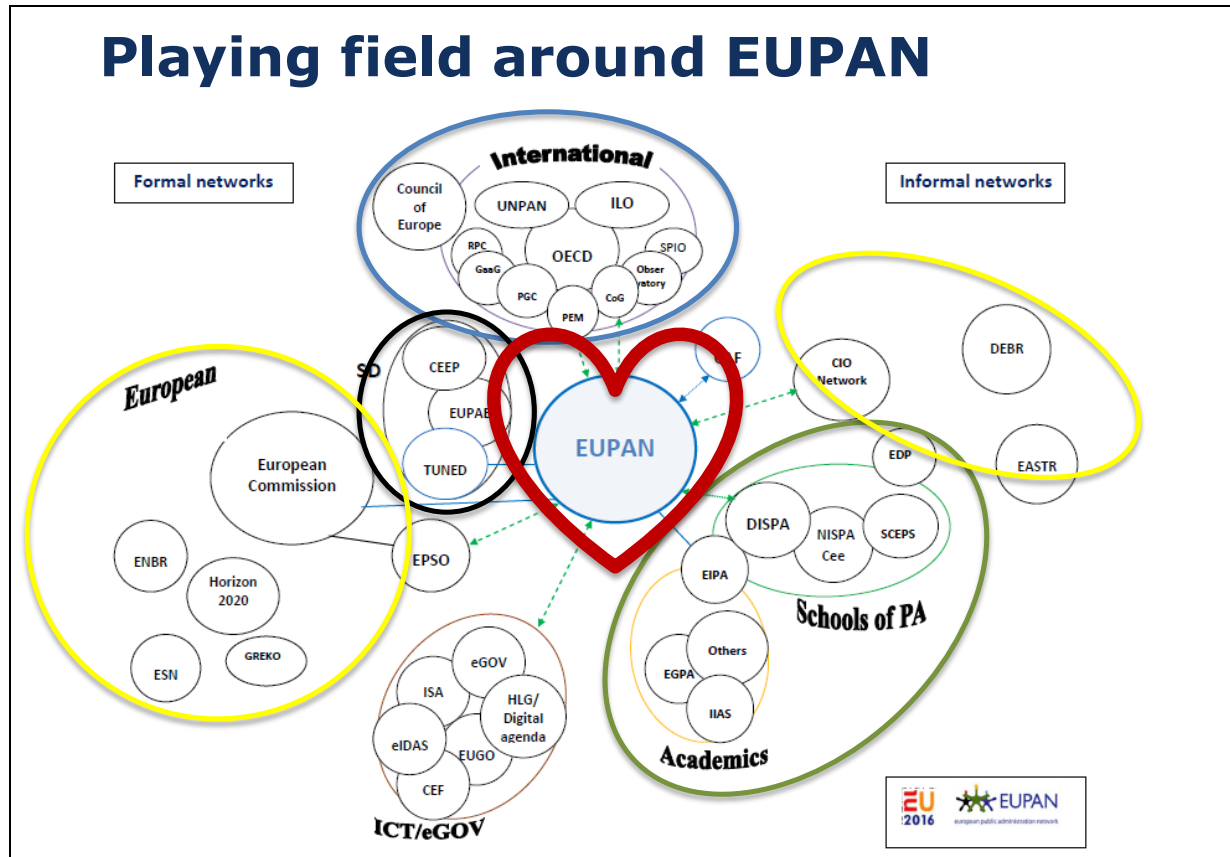 Playing field around EUPAN
Formal networks
Informal networks
International
Council
of
Europe
UNPAN
ILO
OECD
RPC
GaaG
PGC
PEM
CoG
SPIO
Obser
vatory
SD
CEEP
TUNED
EUPAN
CIO
Network
DEBR
EASTR
European
European
Commission
EPSO
ENBR
Horizon
2020
ESN
GREKO
EDP
DISPA
NISPA
Cee
SCEPS
EIPA
Schools of PA
Others
EGPA
IIAS
Academics
eGOV
ISA
HLG/
Digital
agenda
eIDAS
EUGO
CEF
ICT/eGOV
EU
2016
EUPAN
european public administration network